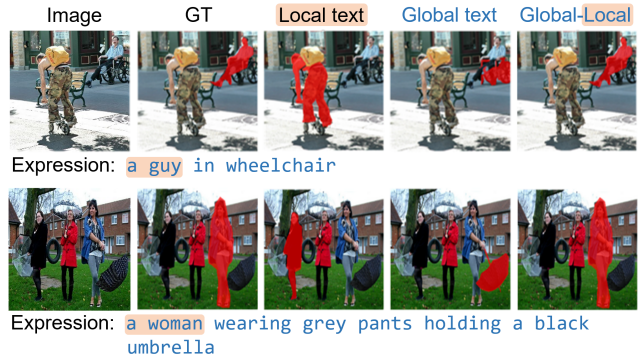 Image GT Local text Global text Global-Local
Expression: a guy in wheelchair
Expression: a woman wearing grey pants holding a black
umbrella